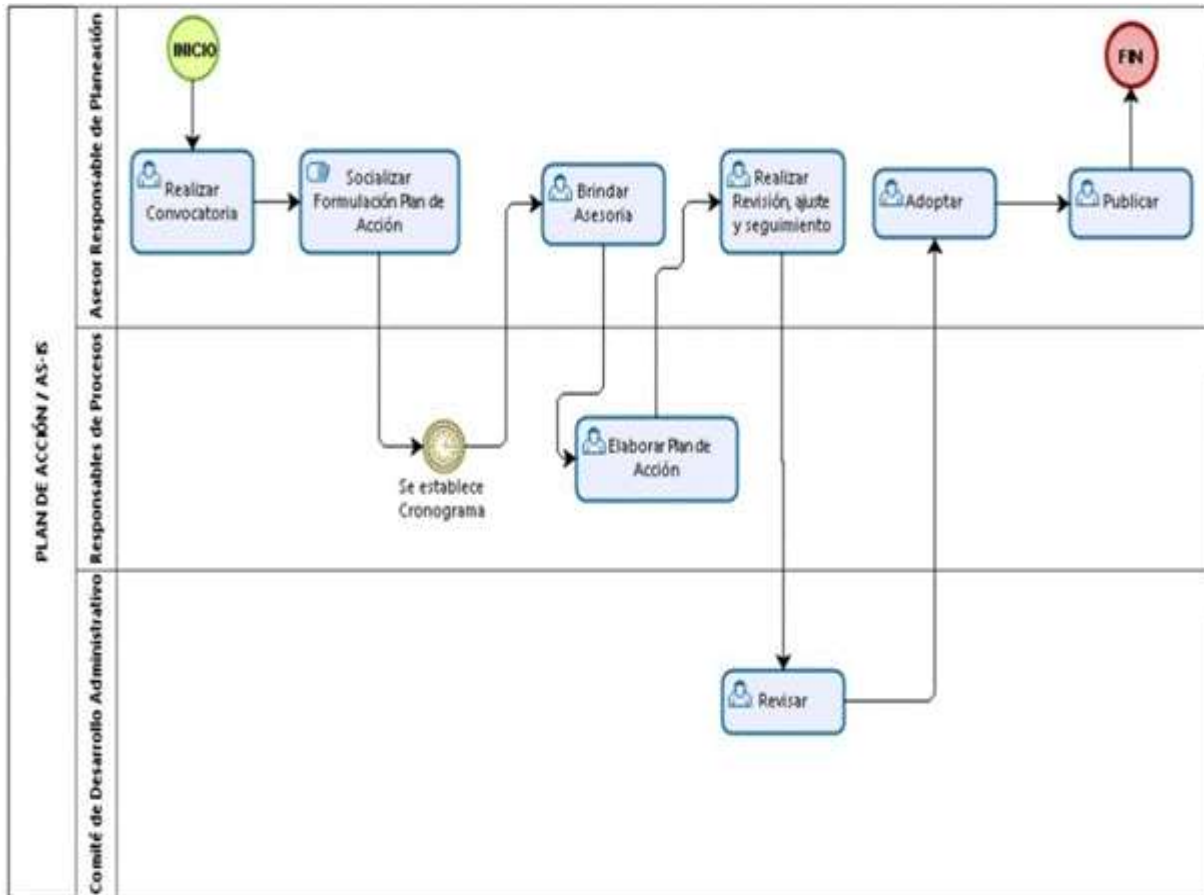 PLAN DE ACCIÓN / AS-IS
Asesor Responsable de Planeación
INICIO
FIN
Realizar
Convocatoria
Socializar
Formulación Plan de
Acción
Brindar
Asesoria
Realizar
Revisión, ajuste
y seguimiento
Adoptar
Publicar
Responsables de Procesos
Se establece
Cronograma
Elaborar Plan de
Acción
Comité de Desarrollo Administrativo
Revisar